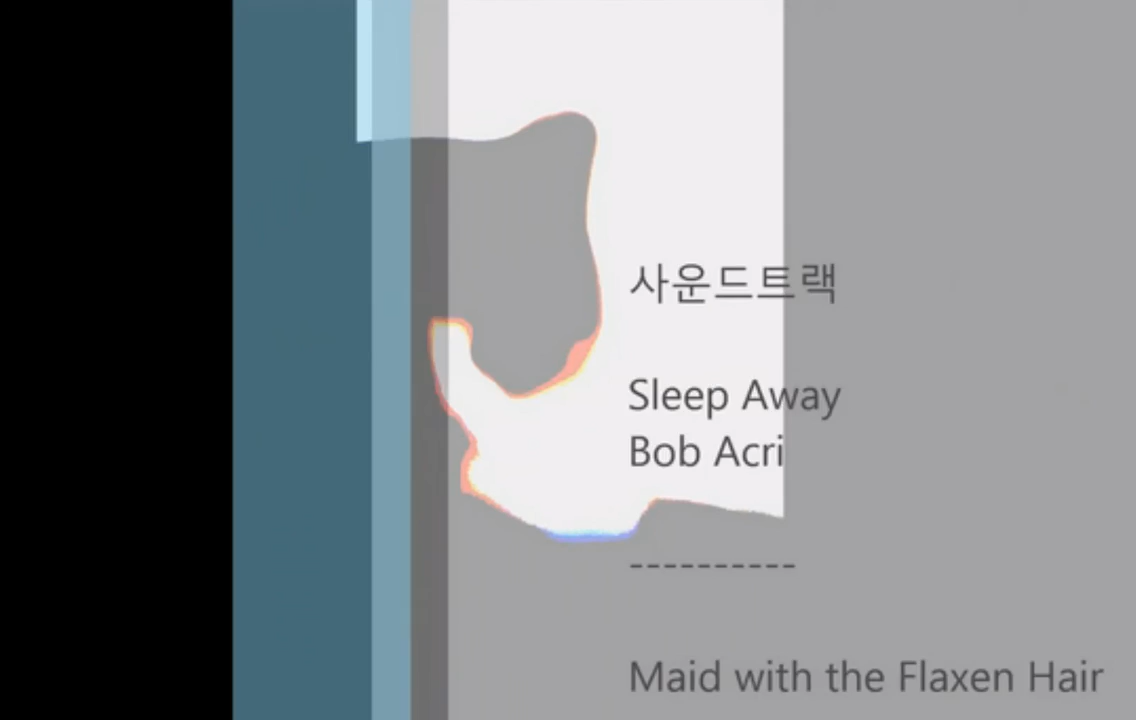 사운드트랙
Sleep Away
Bob Acri
----------
Maid with the Flaxen Hair